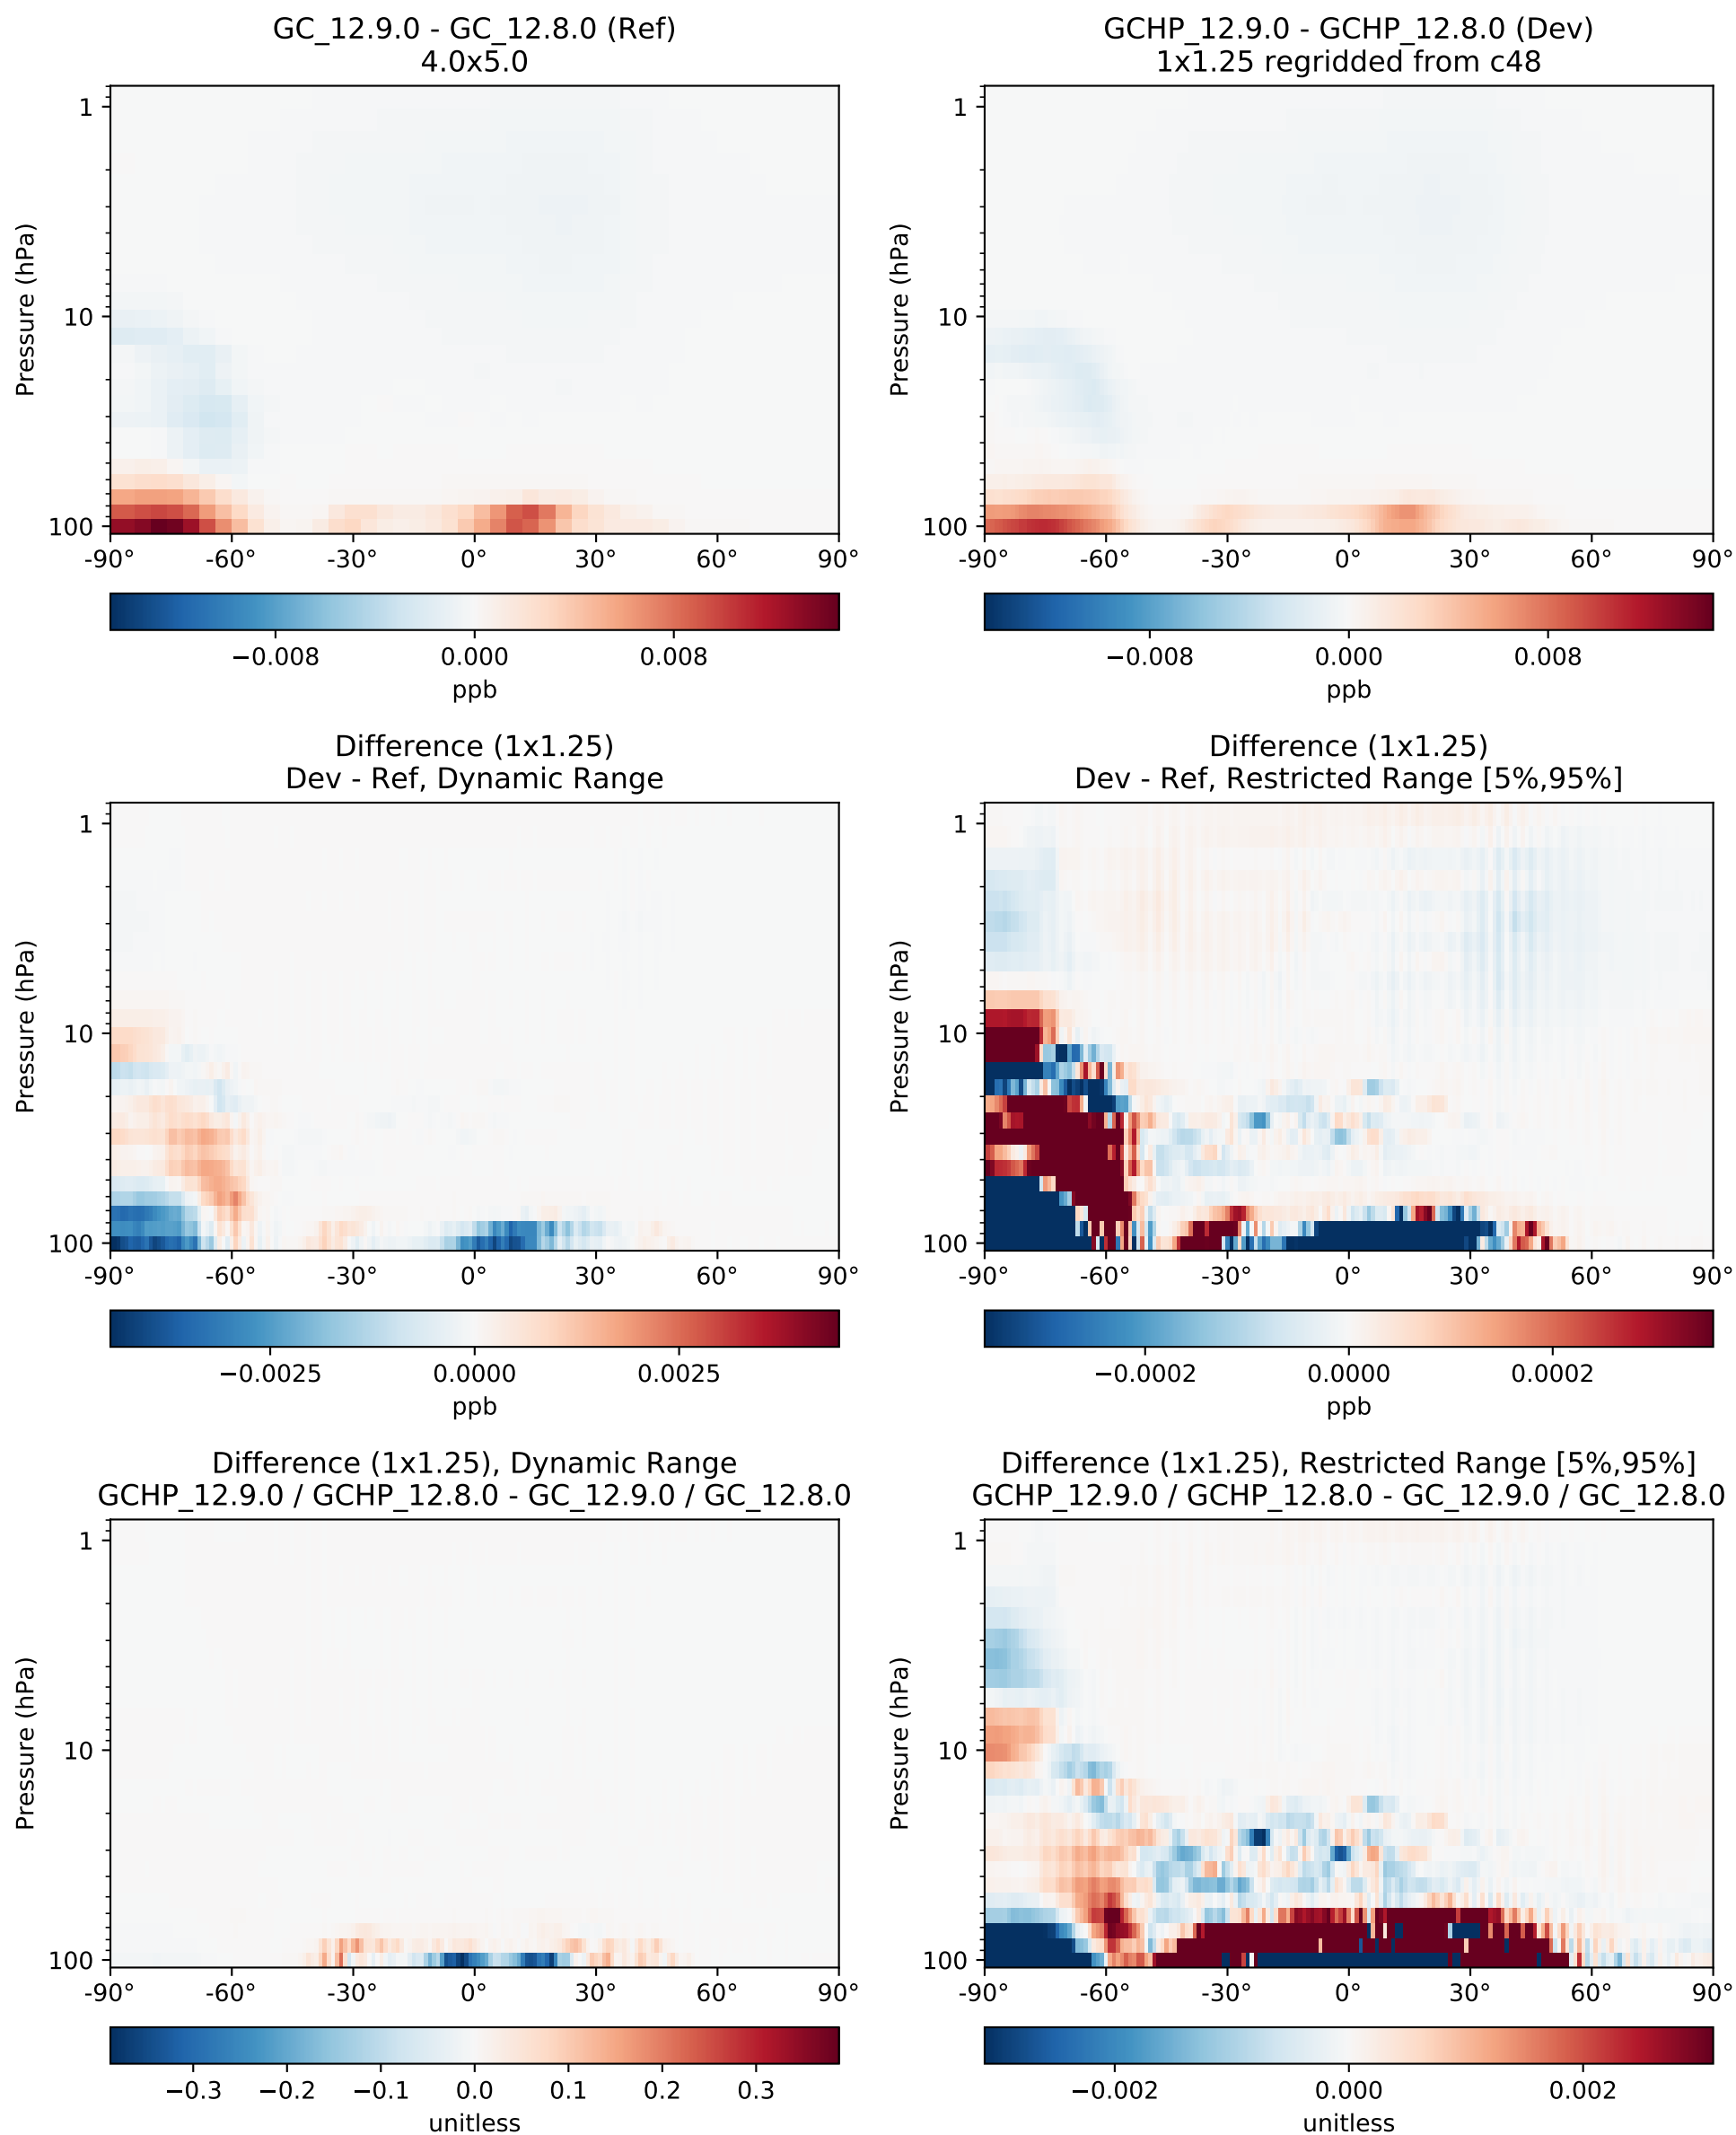 GC_12.9.0 - GC_12.8.0 (Ref)
4.0x5.0
Pressure (hPa)
1
10
100
-90° -60° -30° 0° 30° 60° 90°
−0.008 0.000 0.008
ppb
GCHP_12.9.0 - GCHP_12.8.0 (Dev)
1x1.25 regridded from c48
Pressure (hPa)
1
10
100
-90° -60° -30° 0° 30° 60° 90°
−0.008 0.000 0.008
ppb
Difference (1x1.25)
Dev - Ref, Dynamic Range
Pressure (hPa)
1
10
100
-90° -60° -30° 0° 30° 60° 90°
−0.0025 0.0000 0.0025
ppb
Difference (1x1.25)
Dev - Ref, Restricted Range [5%,95%]
Pressure (hPa)
1
10
100
-90° -60° -30° 0° 30° 60° 90°
−0.0002 0.0000 0.0002
ppb
Difference (1x1.25), Dynamic Range
GCHP_12.9.0 / GCHP_12.8.0 - GC_12.9.0 / GC_12.8.0
Pressure (hPa)
1
10
100
-90° -60° -30° 0° 30° 60° 90°
−0.3 −0.2 −0.1 0.0 0.1 0.2 0.3
unitless
Difference (1x1.25), Restricted Range [5%,95%]
GCHP_12.9.0 / GCHP_12.8.0 - GC_12.9.0 / GC_12.8.0
Pressure (hPa)
1
10
100
-90° -60° -30° 0° 30° 60° 90°
−0.002 0.000 0.002
unitless